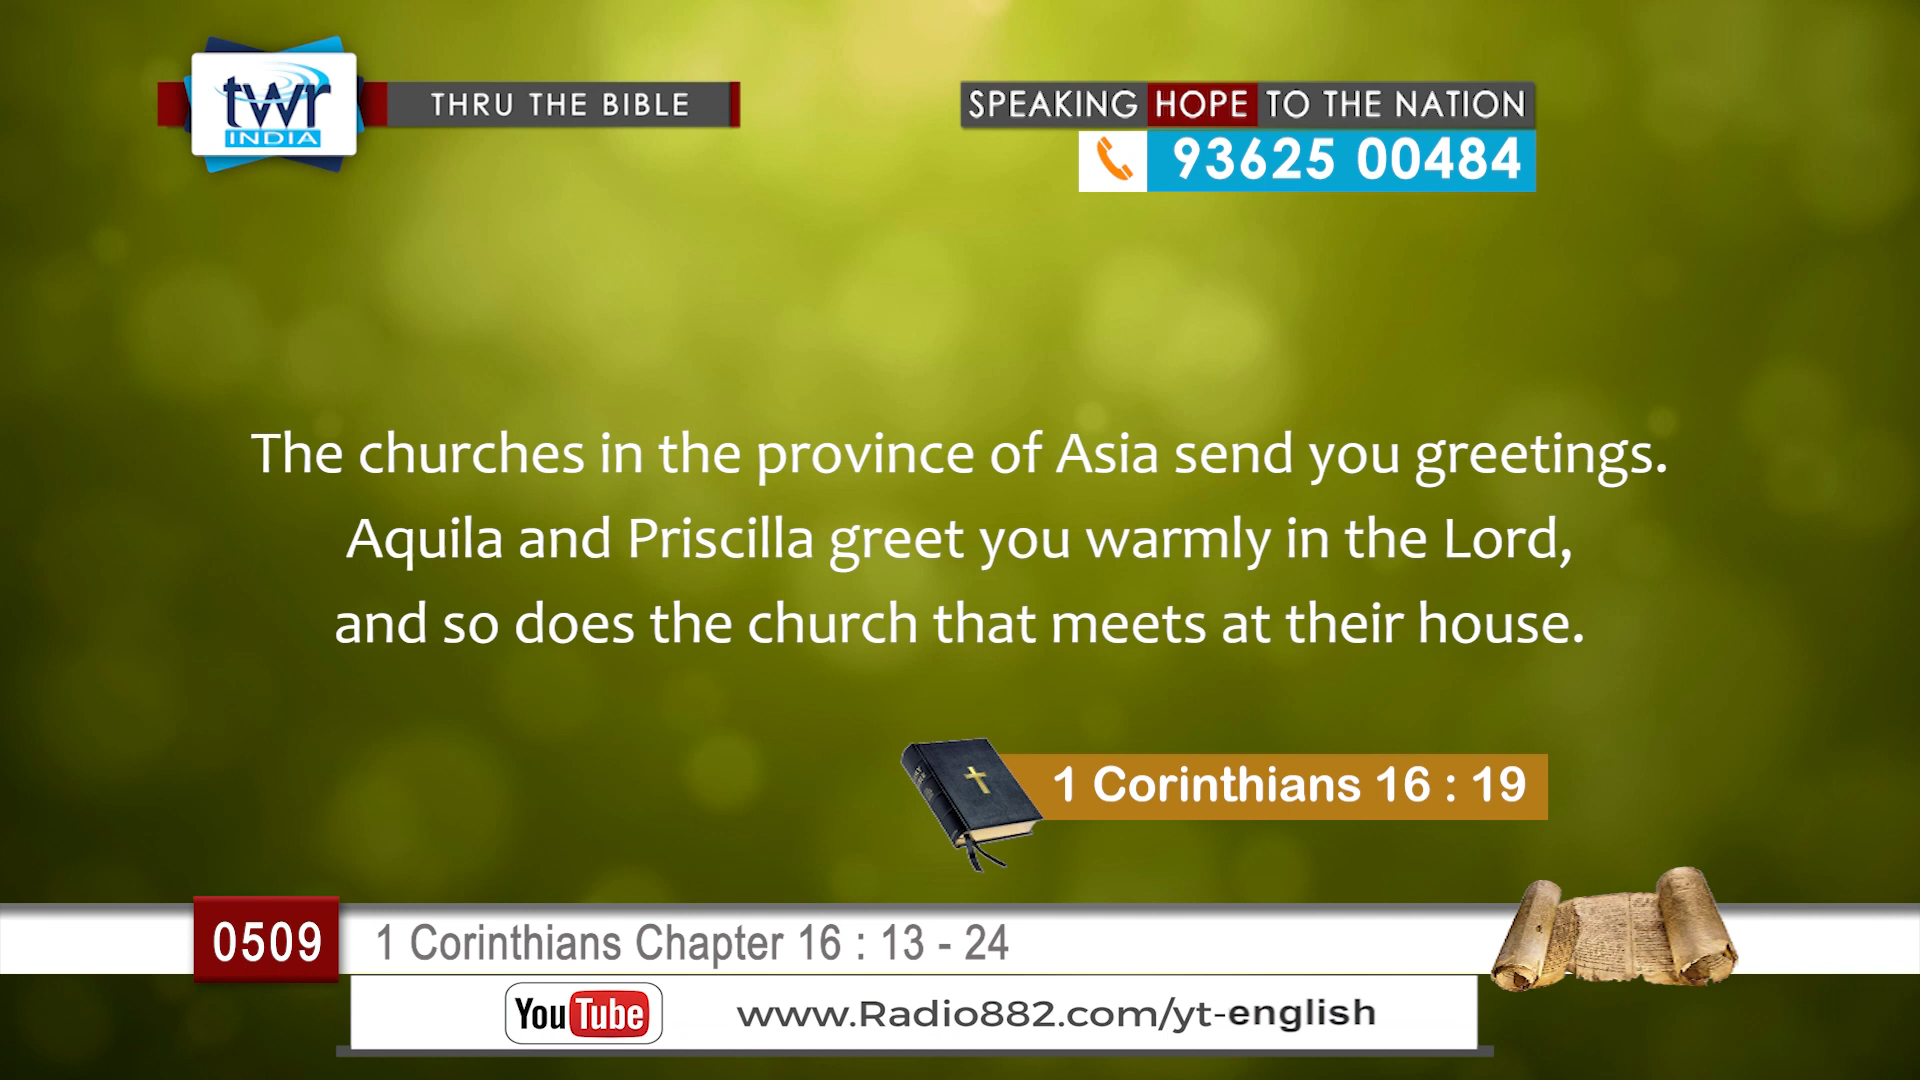 twr
INDIA
THRU THE BIBLE
SPEAKING HOPE TO THE NATION
93625 00484
The churches in the province of Asia send you greetings.
Aquila and Priscilla greet you warmly in the Lord,
and so does the church that meets at their house.
1 Corinthians 16 : 19
0509
1 Corinthians Chapter 16 : 13 - 24
YouTube
www.Radio882.com/yt-english